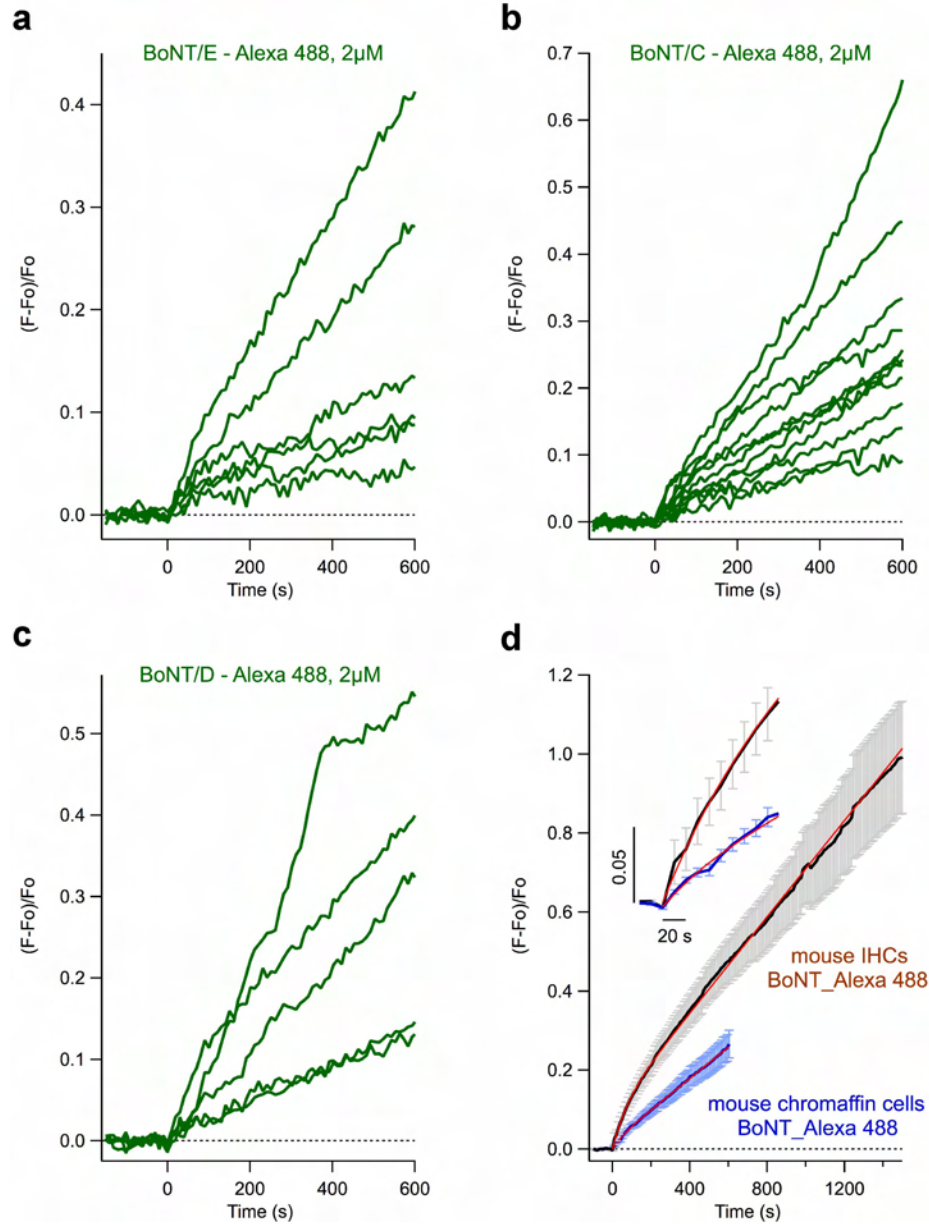 a
BoNT/E - Alexa 488, 2µM
(F-Fo)/Fo
0.4
0.3
0.2
0.1
0.0
0 200 400 600
Time (s)
b
BoNT/C - Alexa 488, 2µM
(F-Fo)/Fo
0.7
0.6
0.5
0.4
0.3
0.2
0.1
0.0
0 200 400 600
Time (s)
c
BoNT/D - Alexa 488, 2µM
(F-Fo)/Fo
0.5
0.4
0.3
0.2
0.1
0.0
0 200 400 600
Time (s)
d
(F-Fo)/Fo
1.2
1.0
0.8
0.6
0.4
0.2
0.0
0.05
20 s
mouse IHCs
BoNT_Alexa 488
mouse chromaffin cells
BoNT_Alexa 488
0 400 800 1200
Time (s)